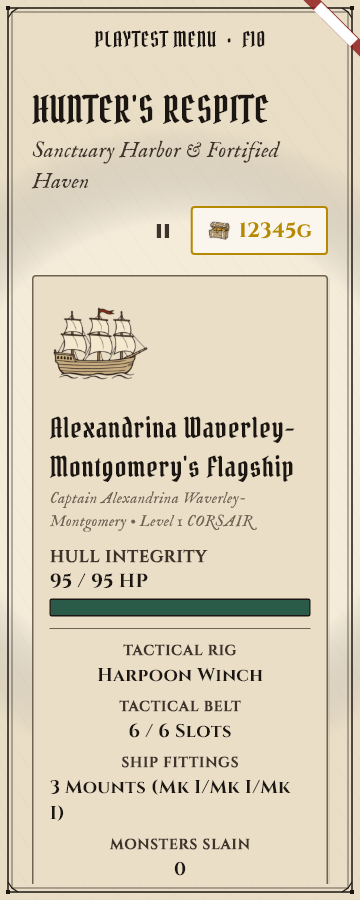 PLAYTEST MENU · F10
HUNTER'S RESPITE
Sanctuary Harbor & Fortified
Haven
12345G
Alexandrina Waverley-
Montgomery's Flagship
Captain Alexandrina Waverley-
Montgomery • Level 1 CORSAIR
HULL INTEGRITY
95 / 95 HP
TACTICAL RIG
Harpoon Winch
TACTICAL BELT
6 / 6 Slots
SHIP FITTINGS
3 Mounts (Mk I/Mk I/Mk
I)
MONSTERS SLAIN
0